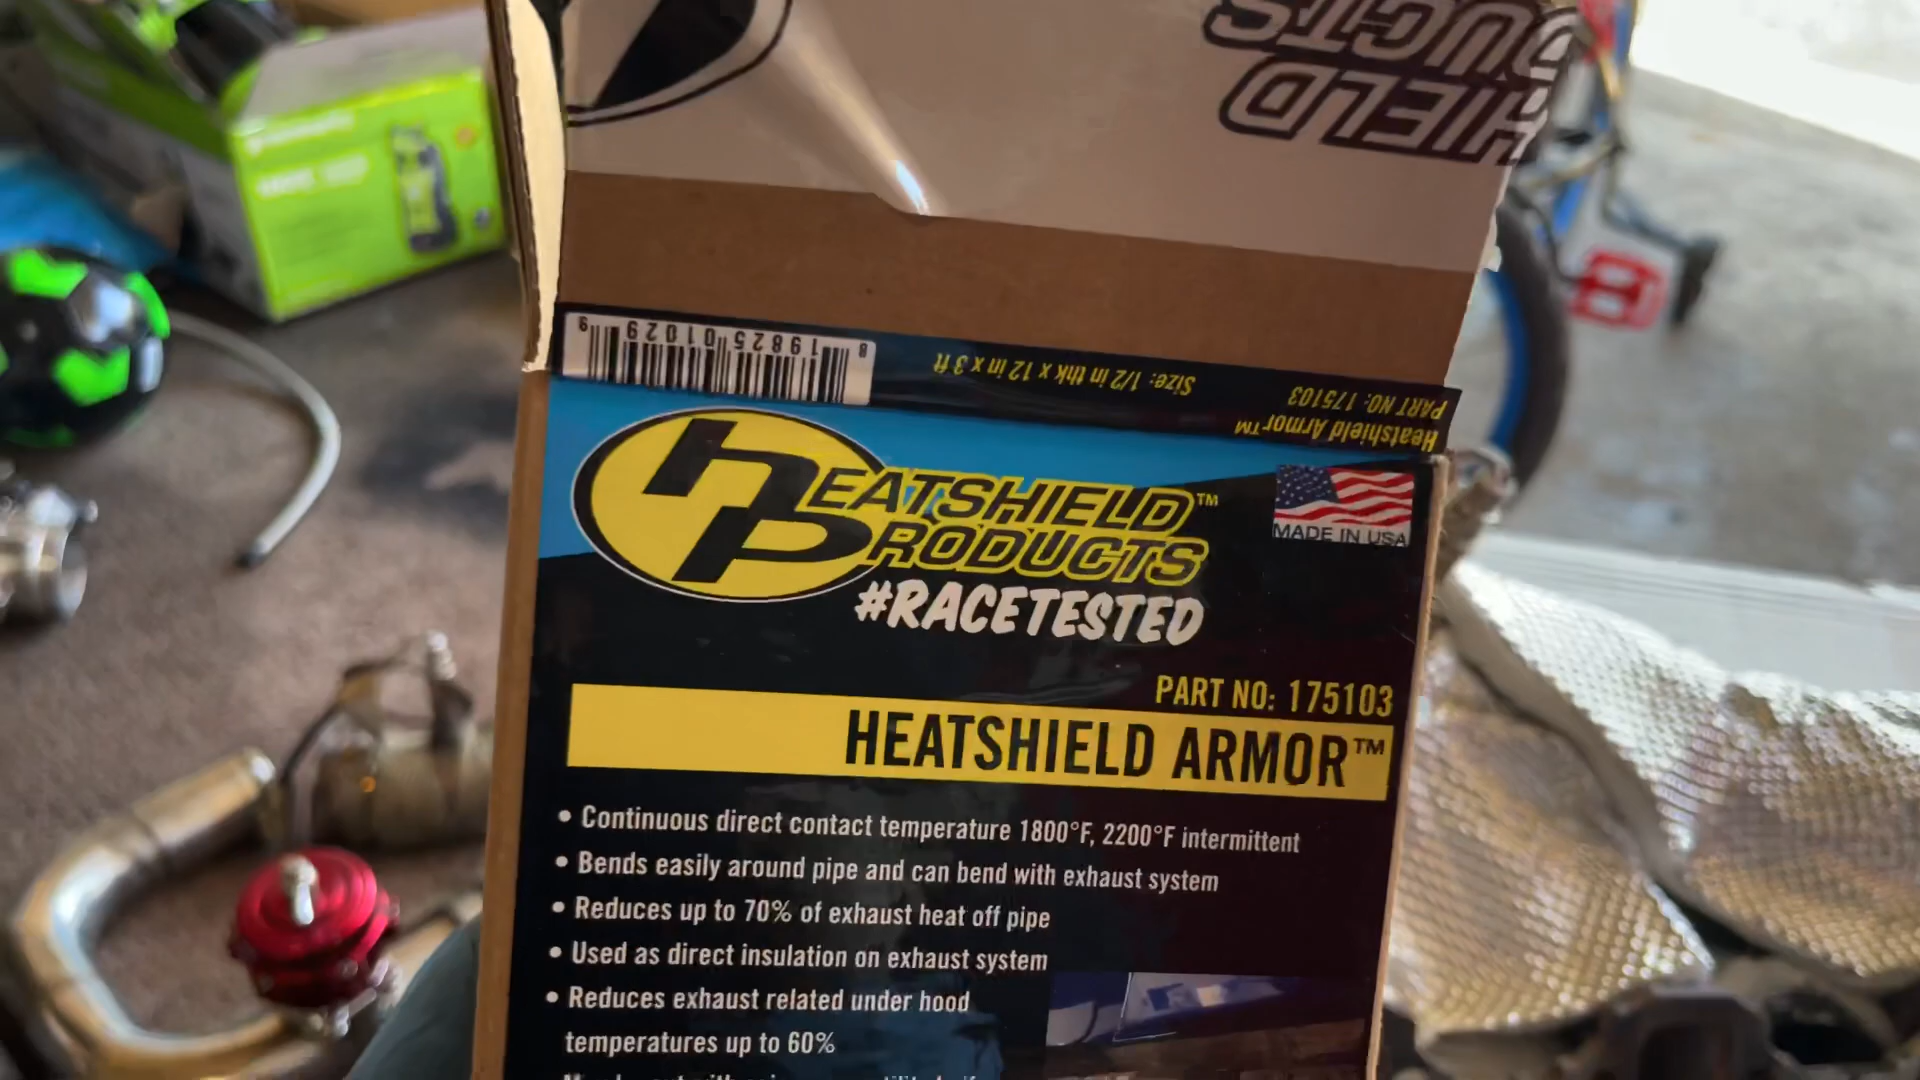 HIELD
DUCTS
8 19825 01029 9
Size: 1/2 in thk x 12 in x 3 ft
PART NO: 175103
Heatshield Armor™
hp HEATSHIELD™
PRODUCTS
#RACETESTED
MADE IN USA
PART NO: 175103
HEATSHIELD ARMOR™
• Continuous direct contact temperature 1800°F, 2200°F intermittent
• Bends easily around pipe and can bend with exhaust system
• Reduces up to 70% of exhaust heat off pipe
• Used as direct insulation on exhaust system
• Reduces exhaust related under hood
temperatures up to 60%